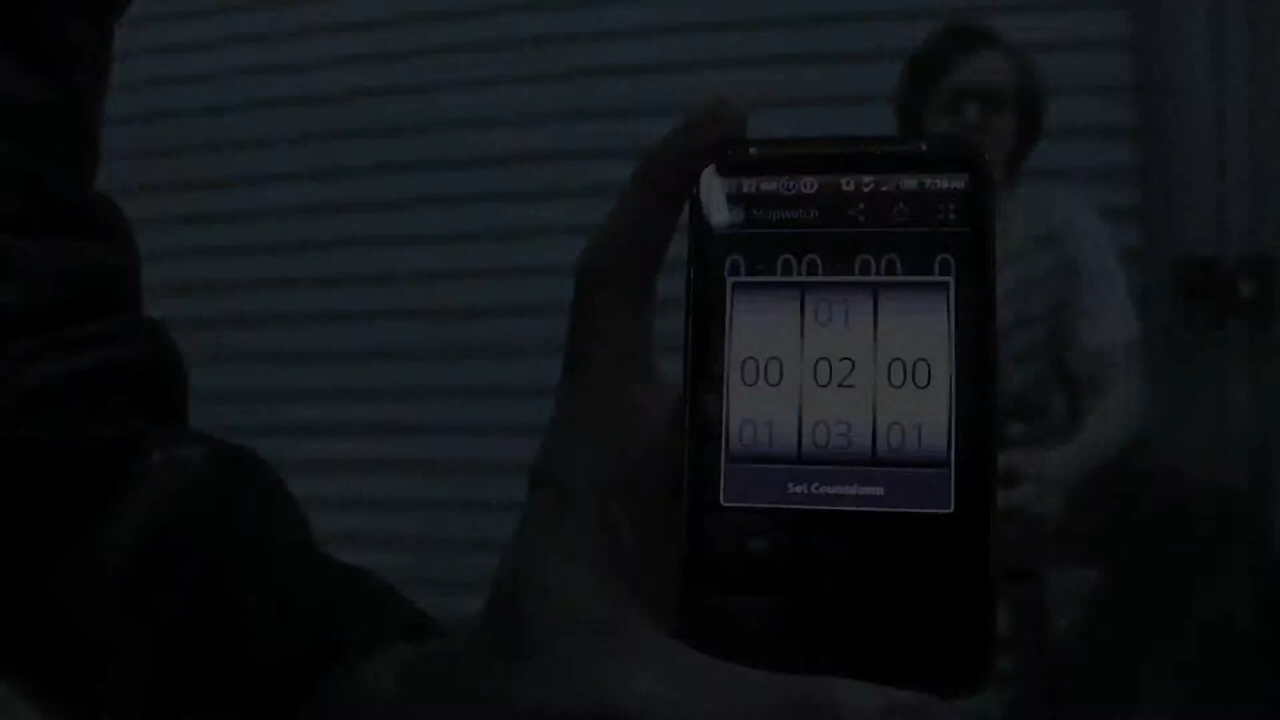 Stopwatch
0 00 00 0
01
00 02 00
01 03 01
Set Countdown